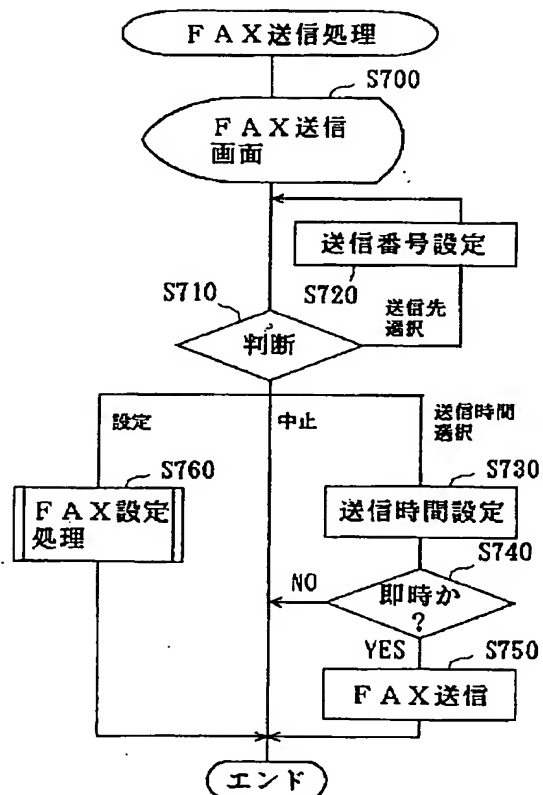 ＦＡＸ送信処理
S700
ＦＡＸ送信
画面
送信番号設定
S720
S710
送信先
選択
判断
設定
中止
送信時間
選択
S760
ＦＡＸ設定
処理
S730
送信時間設定
S740
即時か
？
NO
YES
S750
ＦＡＸ送信
エンド